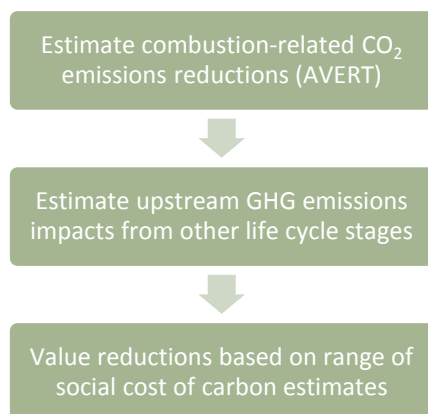 Estimate combustion-related CO₂
emissions reductions (AVERT)
Estimate upstream GHG emissions
impacts from other life cycle stages
Value reductions based on range of
social cost of carbon estimates